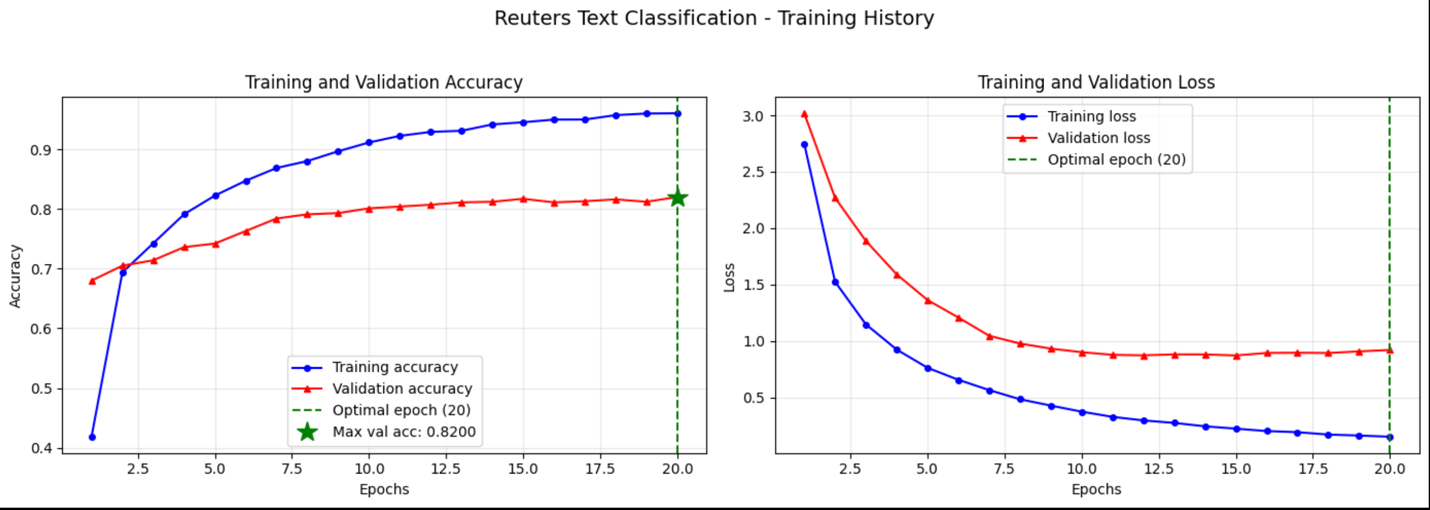 Reuters Text Classification - Training History
Training and Validation Accuracy
Accuracy
0.9
0.8
0.7
0.6
0.5
0.4
Training accuracy
Validation accuracy
Optimal epoch (20)
Max val acc: 0.8200
2.5 5.0 7.5 10.0 12.5 15.0 17.5 20.0
Epochs
Training and Validation Loss
Loss
3.0
2.5
2.0
1.5
1.0
0.5
Training loss
Validation loss
Optimal epoch (20)
2.5 5.0 7.5 10.0 12.5 15.0 17.5 20.0
Epochs